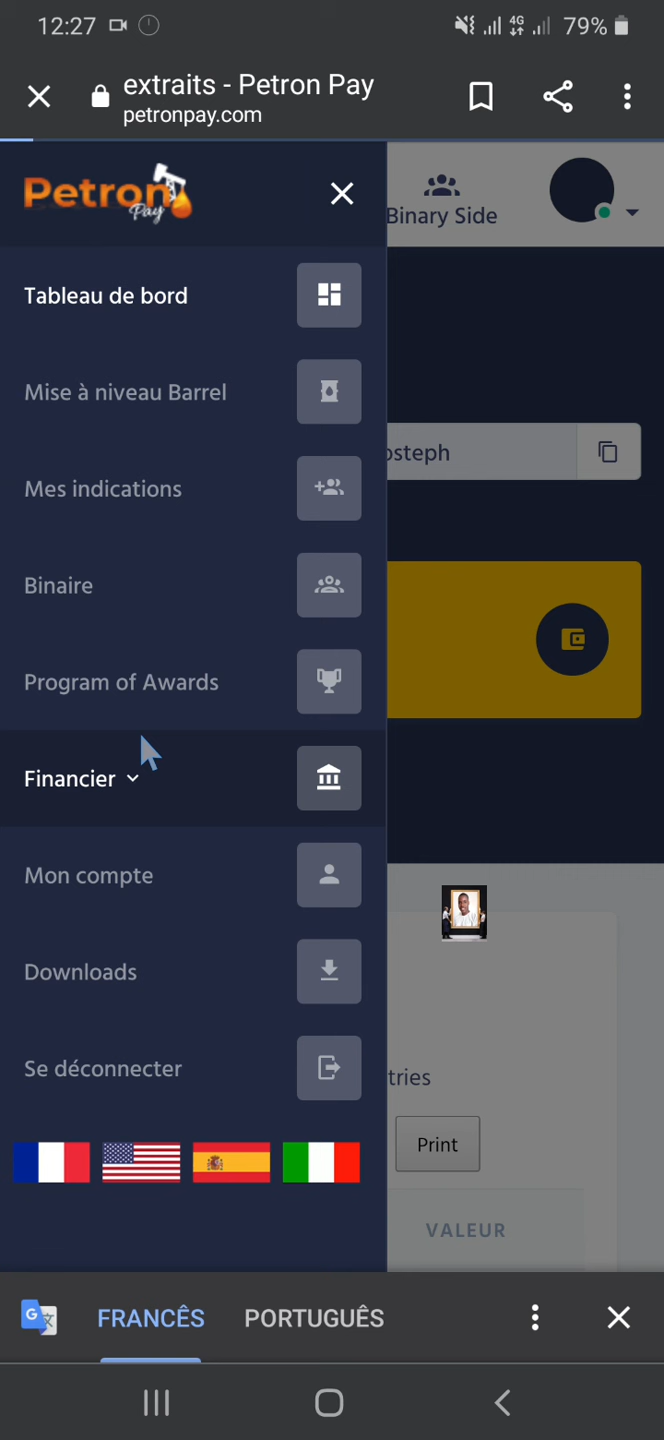 12:27
4G
79%
extraits - Petron Pay
petronpay.com
Petron
Pay
Binary Side
Tableau de bord
Mise à niveau Barrel
osteph
Mes indications
Binaire
Program of Awards
Financier
Mon compte
Downloads
Se déconnecter
tries
Print
VALEUR
G
FRANCÊS
PORTUGUÊS